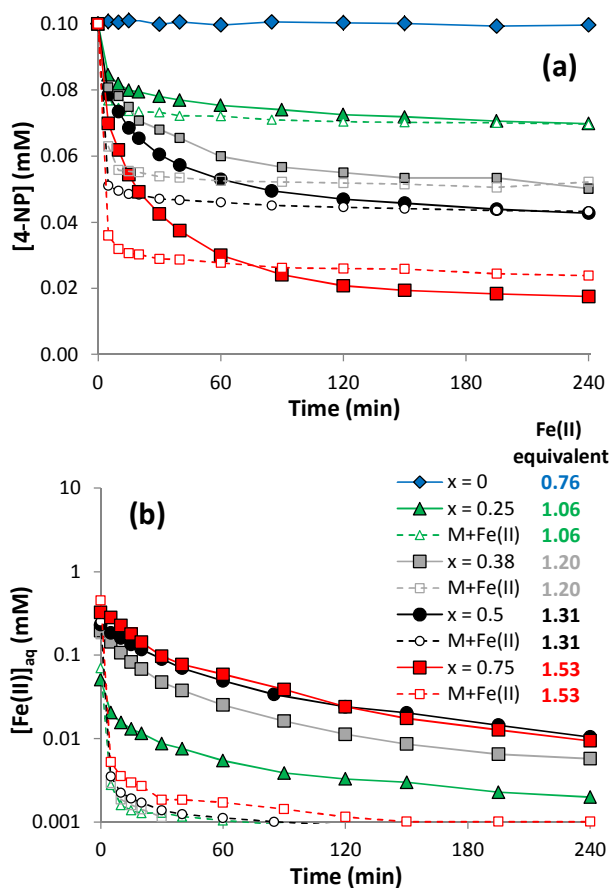 0.10
(a)
0.08
0.06
0.04
0.02
0.00
[4-NP] (mM)
0 60 120 180 240
Time (min)
Fe(II)
equivalent
10
(b)
x = 0 0.76
x = 0.25 1.06
M+Fe(II) 1.06
1
x = 0.38 1.20
M+Fe(II) 1.20
x = 0.5 1.31
0.1
M+Fe(II) 1.31
x = 0.75 1.53
M+Fe(II) 1.53
0.01
0.001
[Fe(II)]aq (mM)
0 60 120 180 240
Time (min)